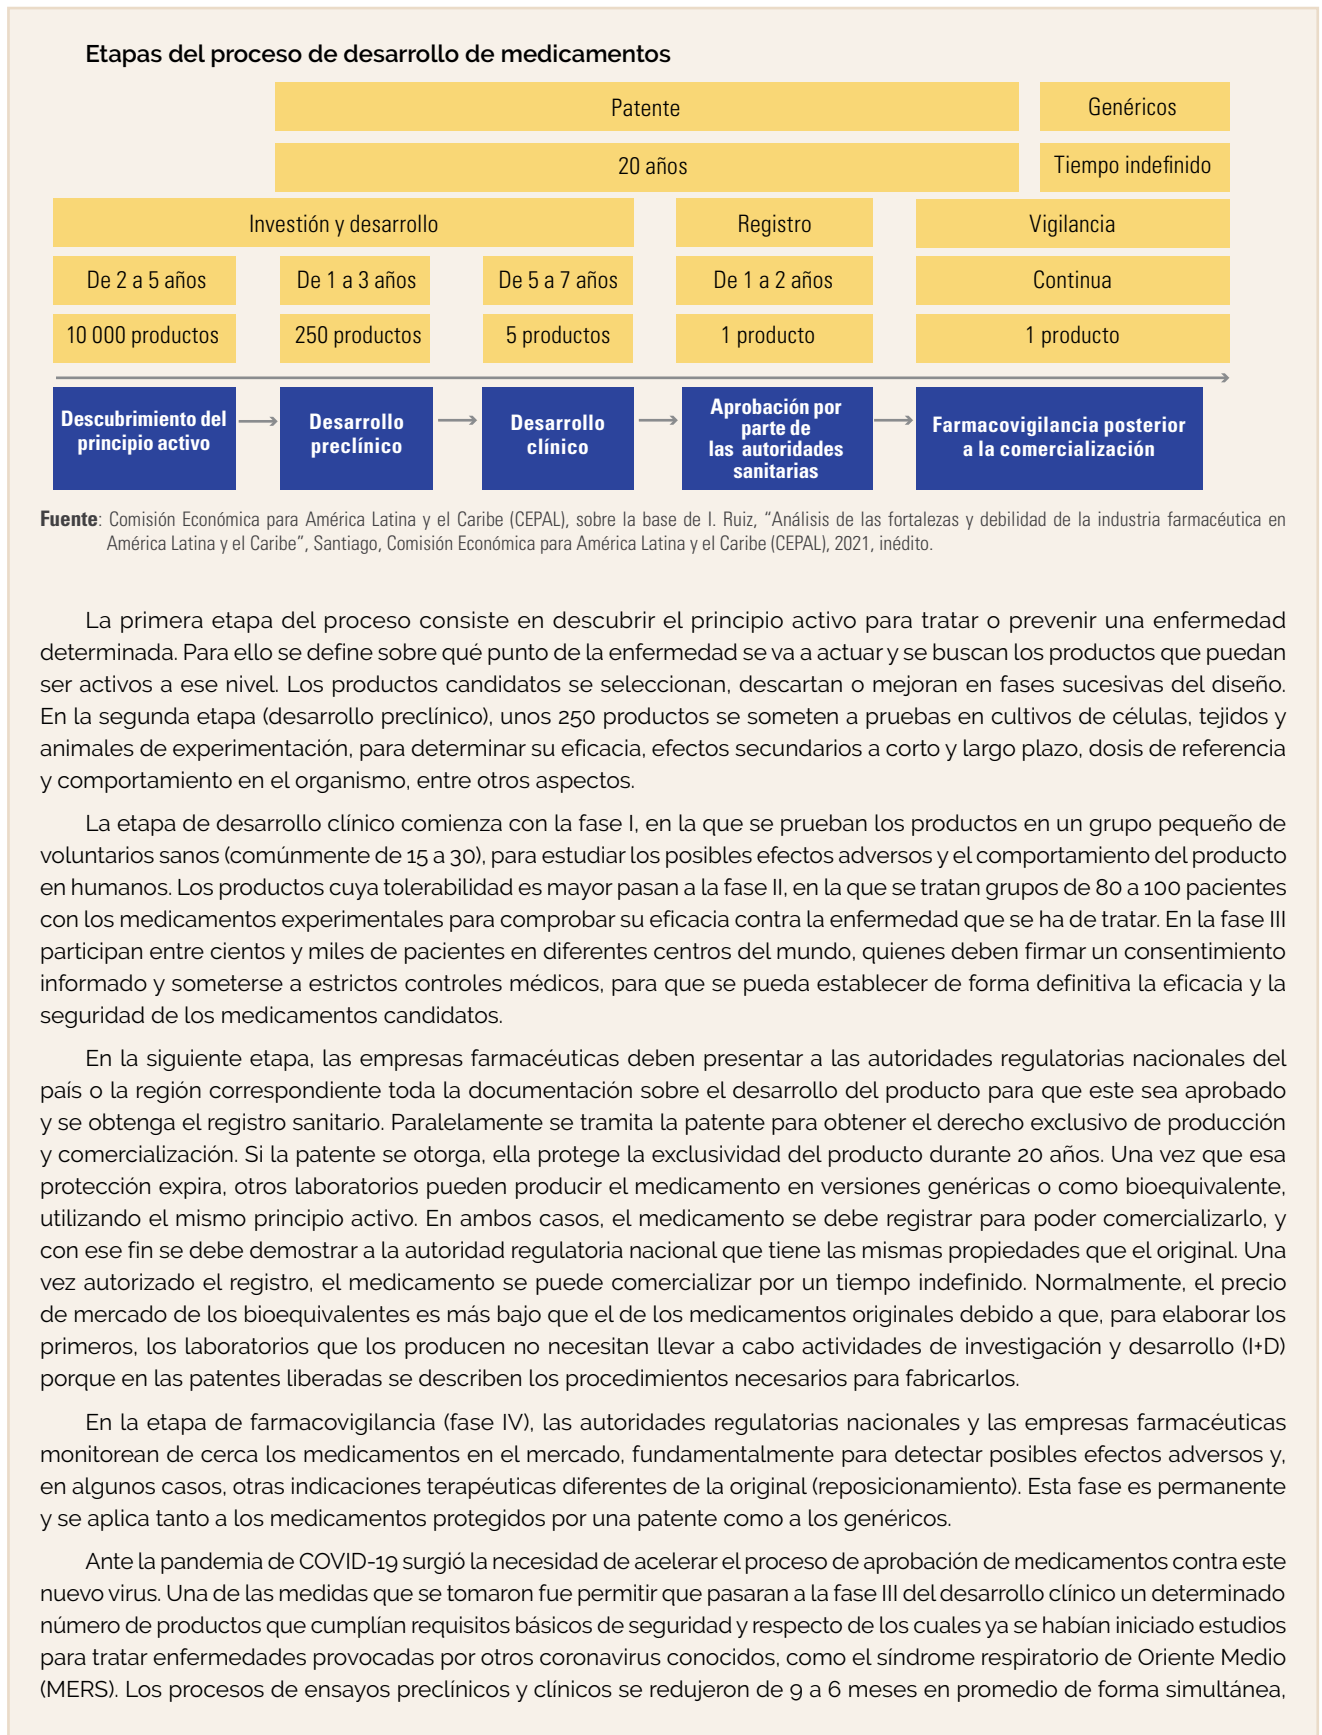 Etapas del proceso de desarrollo de medicamentos
Patente
Genéricos
20 años
Tiempo indefinido
Investión y desarrollo
Registro
Vigilancia
De 2 a 5 años
De 1 a 3 años
De 5 a 7 años
De 1 a 2 años
Continua
10 000 productos
250 productos
5 productos
1 producto
1 producto
Descubrimiento del
principio activo
Desarrollo
preclínico
Desarrollo
clínico
Aprobación por
parte de
las autoridades
sanitarias
Farmacovigilancia posterior
a la comercialización
Fuente: Comisión Económica para América Latina y el Caribe (CEPAL), sobre la base de I. Ruiz, “Análisis de las fortalezas y debilidad de la industria farmacéutica en
América Latina y el Caribe”, Santiago, Comisión Económica para América Latina y el Caribe (CEPAL), 2021, inédito.
La primera etapa del proceso consiste en descubrir el principio activo para tratar o prevenir una enfermedad
determinada. Para ello se define sobre qué punto de la enfermedad se va a actuar y se buscan los productos que puedan
ser activos a ese nivel. Los productos candidatos se seleccionan, descartan o mejoran en fases sucesivas del diseño.
En la segunda etapa (desarrollo preclínico), unos 250 productos se someten a pruebas en cultivos de células, tejidos y
animales de experimentación, para determinar su eficacia, efectos secundarios a corto y largo plazo, dosis de referencia
y comportamiento en el organismo, entre otros aspectos.
La etapa de desarrollo clínico comienza con la fase I, en la que se prueban los productos en un grupo pequeño de
voluntarios sanos (comúnmente de 15 a 30), para estudiar los posibles efectos adversos y el comportamiento del producto
en humanos. Los productos cuya tolerabilidad es mayor pasan a la fase II, en la que se tratan grupos de 80 a 100 pacientes
con los medicamentos experimentales para comprobar su eficacia contra la enfermedad que se ha de tratar. En la fase III
participan entre cientos y miles de pacientes en diferentes centros del mundo, quienes deben firmar un consentimiento
informado y someterse a estrictos controles médicos, para que se pueda establecer de forma definitiva la eficacia y la
seguridad de los medicamentos candidatos.
En la siguiente etapa, las empresas farmacéuticas deben presentar a las autoridades regulatorias nacionales del
país o la región correspondiente toda la documentación sobre el desarrollo del producto para que este sea aprobado
y se obtenga el registro sanitario. Paralelamente se tramita la patente para obtener el derecho exclusivo de producción
y comercialización. Si la patente se otorga, ella protege la exclusividad del producto durante 20 años. Una vez que esa
protección expira, otros laboratorios pueden producir el medicamento en versiones genéricas o como bioequivalente,
utilizando el mismo principio activo. En ambos casos, el medicamento se debe registrar para poder comercializarlo, y
con ese fin se debe demostrar a la autoridad regulatoria nacional que tiene las mismas propiedades que el original. Una
vez autorizado el registro, el medicamento se puede comercializar por un tiempo indefinido. Normalmente, el precio
de mercado de los bioequivalentes es más bajo que el de los medicamentos originales debido a que, para elaborar los
primeros, los laboratorios que los producen no necesitan llevar a cabo actividades de investigación y desarrollo (I+D)
porque en las patentes liberadas se describen los procedimientos necesarios para fabricarlos.
En la etapa de farmacovigilancia (fase IV), las autoridades regulatorias nacionales y las empresas farmacéuticas
monitorean de cerca los medicamentos en el mercado, fundamentalmente para detectar posibles efectos adversos y,
en algunos casos, otras indicaciones terapéuticas diferentes de la original (reposicionamiento). Esta fase es permanente
y se aplica tanto a los medicamentos protegidos por una patente como a los genéricos.
Ante la pandemia de COVID-19 surgió la necesidad de acelerar el proceso de aprobación de medicamentos contra este
nuevo virus. Una de las medidas que se tomaron fue permitir que pasaran a la fase III del desarrollo clínico un determinado
número de productos que cumplían requisitos básicos de seguridad y respecto de los cuales ya se habían iniciado estudios
para tratar enfermedades provocadas por otros coronavirus conocidos, como el síndrome respiratorio de Oriente Medio
(MERS). Los procesos de ensayos preclínicos y clínicos se redujeron de 9 a 6 meses en promedio de forma simultánea,